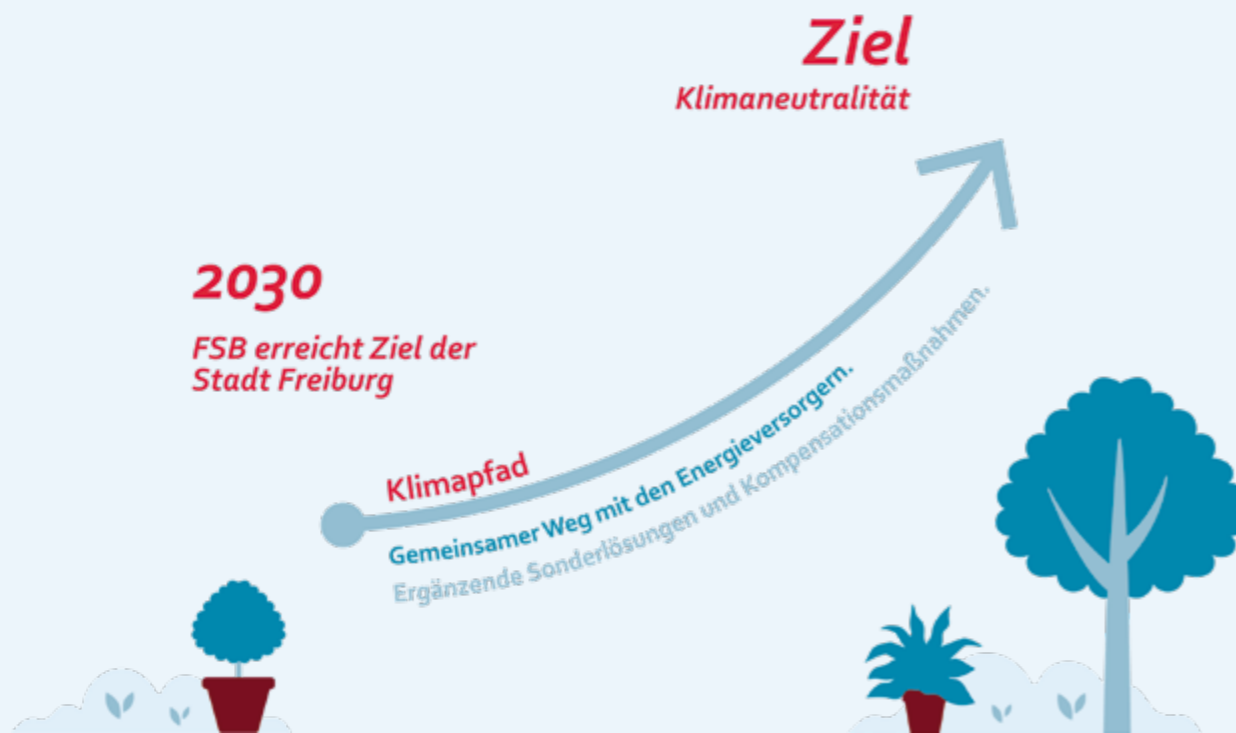 Ziel
Klimaneutralität
2030
FSB erreicht Ziel der
Stadt Freiburg
Klimapfad
Gemeinsamer Weg mit den Energieversorgern.
Ergänzende Sonderlösungen und Kompensationsmaßnahmen.